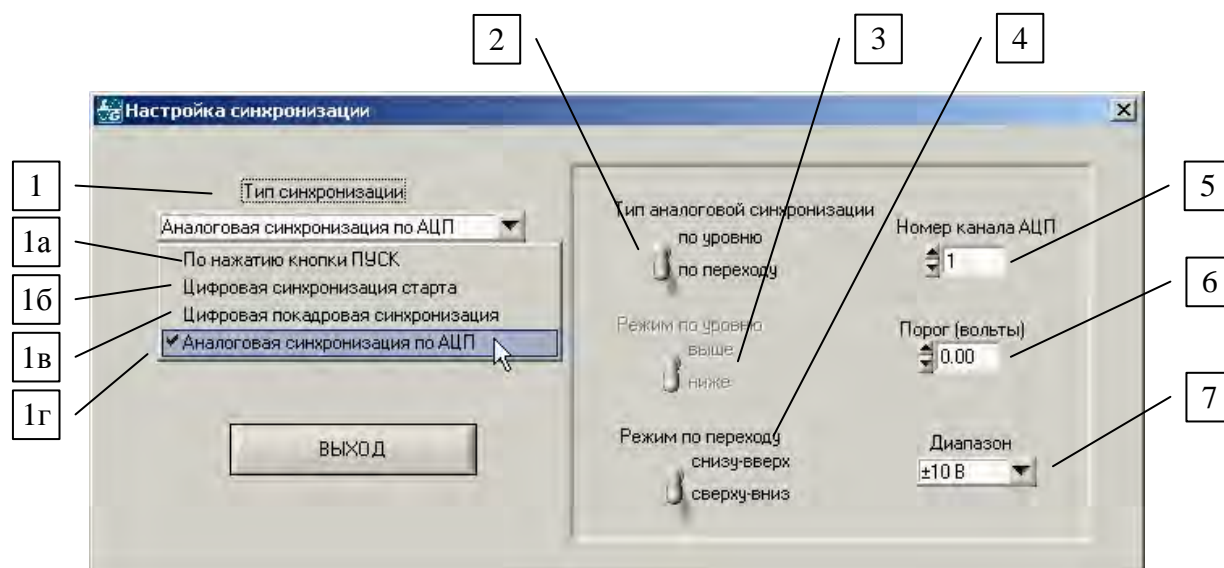 2
3
4
Настройка синхронизации
1
Тип синхронизации
Аналоговая синхронизация по АЦП
1а
По нажатию кнопки ПУСК
1б
Цифровая синхронизация старта
1в
Цифровая покадровая синхронизация
1г
Аналоговая синхронизация по АЦП
ВЫХОД
Тип аналоговой синхронизации
по уровню
по переходу
Режим по уровню
выше
ниже
Режим по переходу
снизу-вверх
сверху-вниз
Номер канала АЦП
1
5
Порог (вольты)
0.00
6
Диапазон
±10 В
7